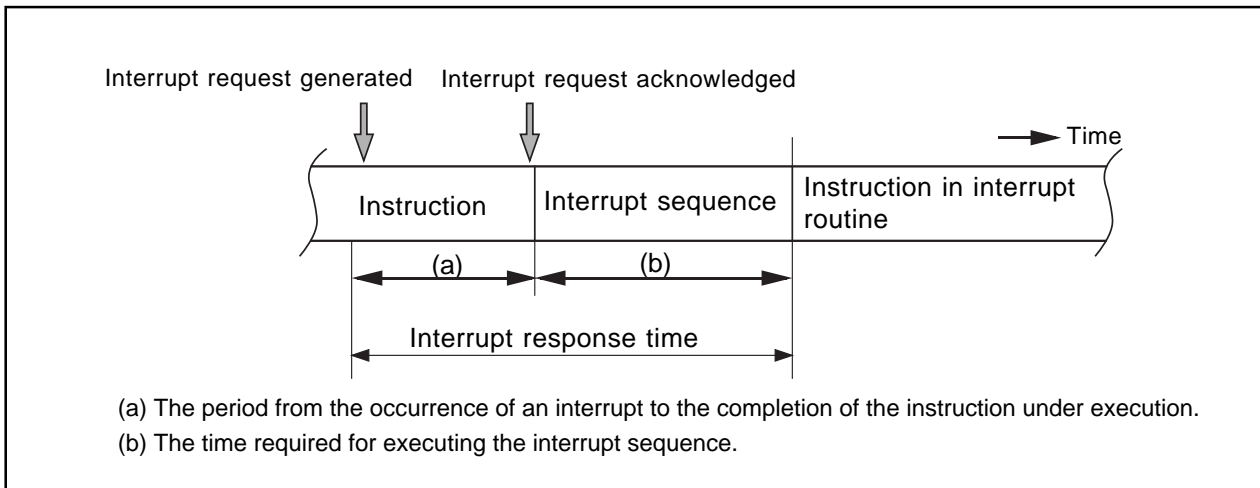 Interrupt request generated
Interrupt request acknowledged
Time
Instruction
Interrupt sequence
Instruction in interrupt
routine
(a)
(b)
Interrupt response time
(a) The period from the occurrence of an interrupt to the completion of the instruction under execution.
(b) The time required for executing the interrupt sequence.